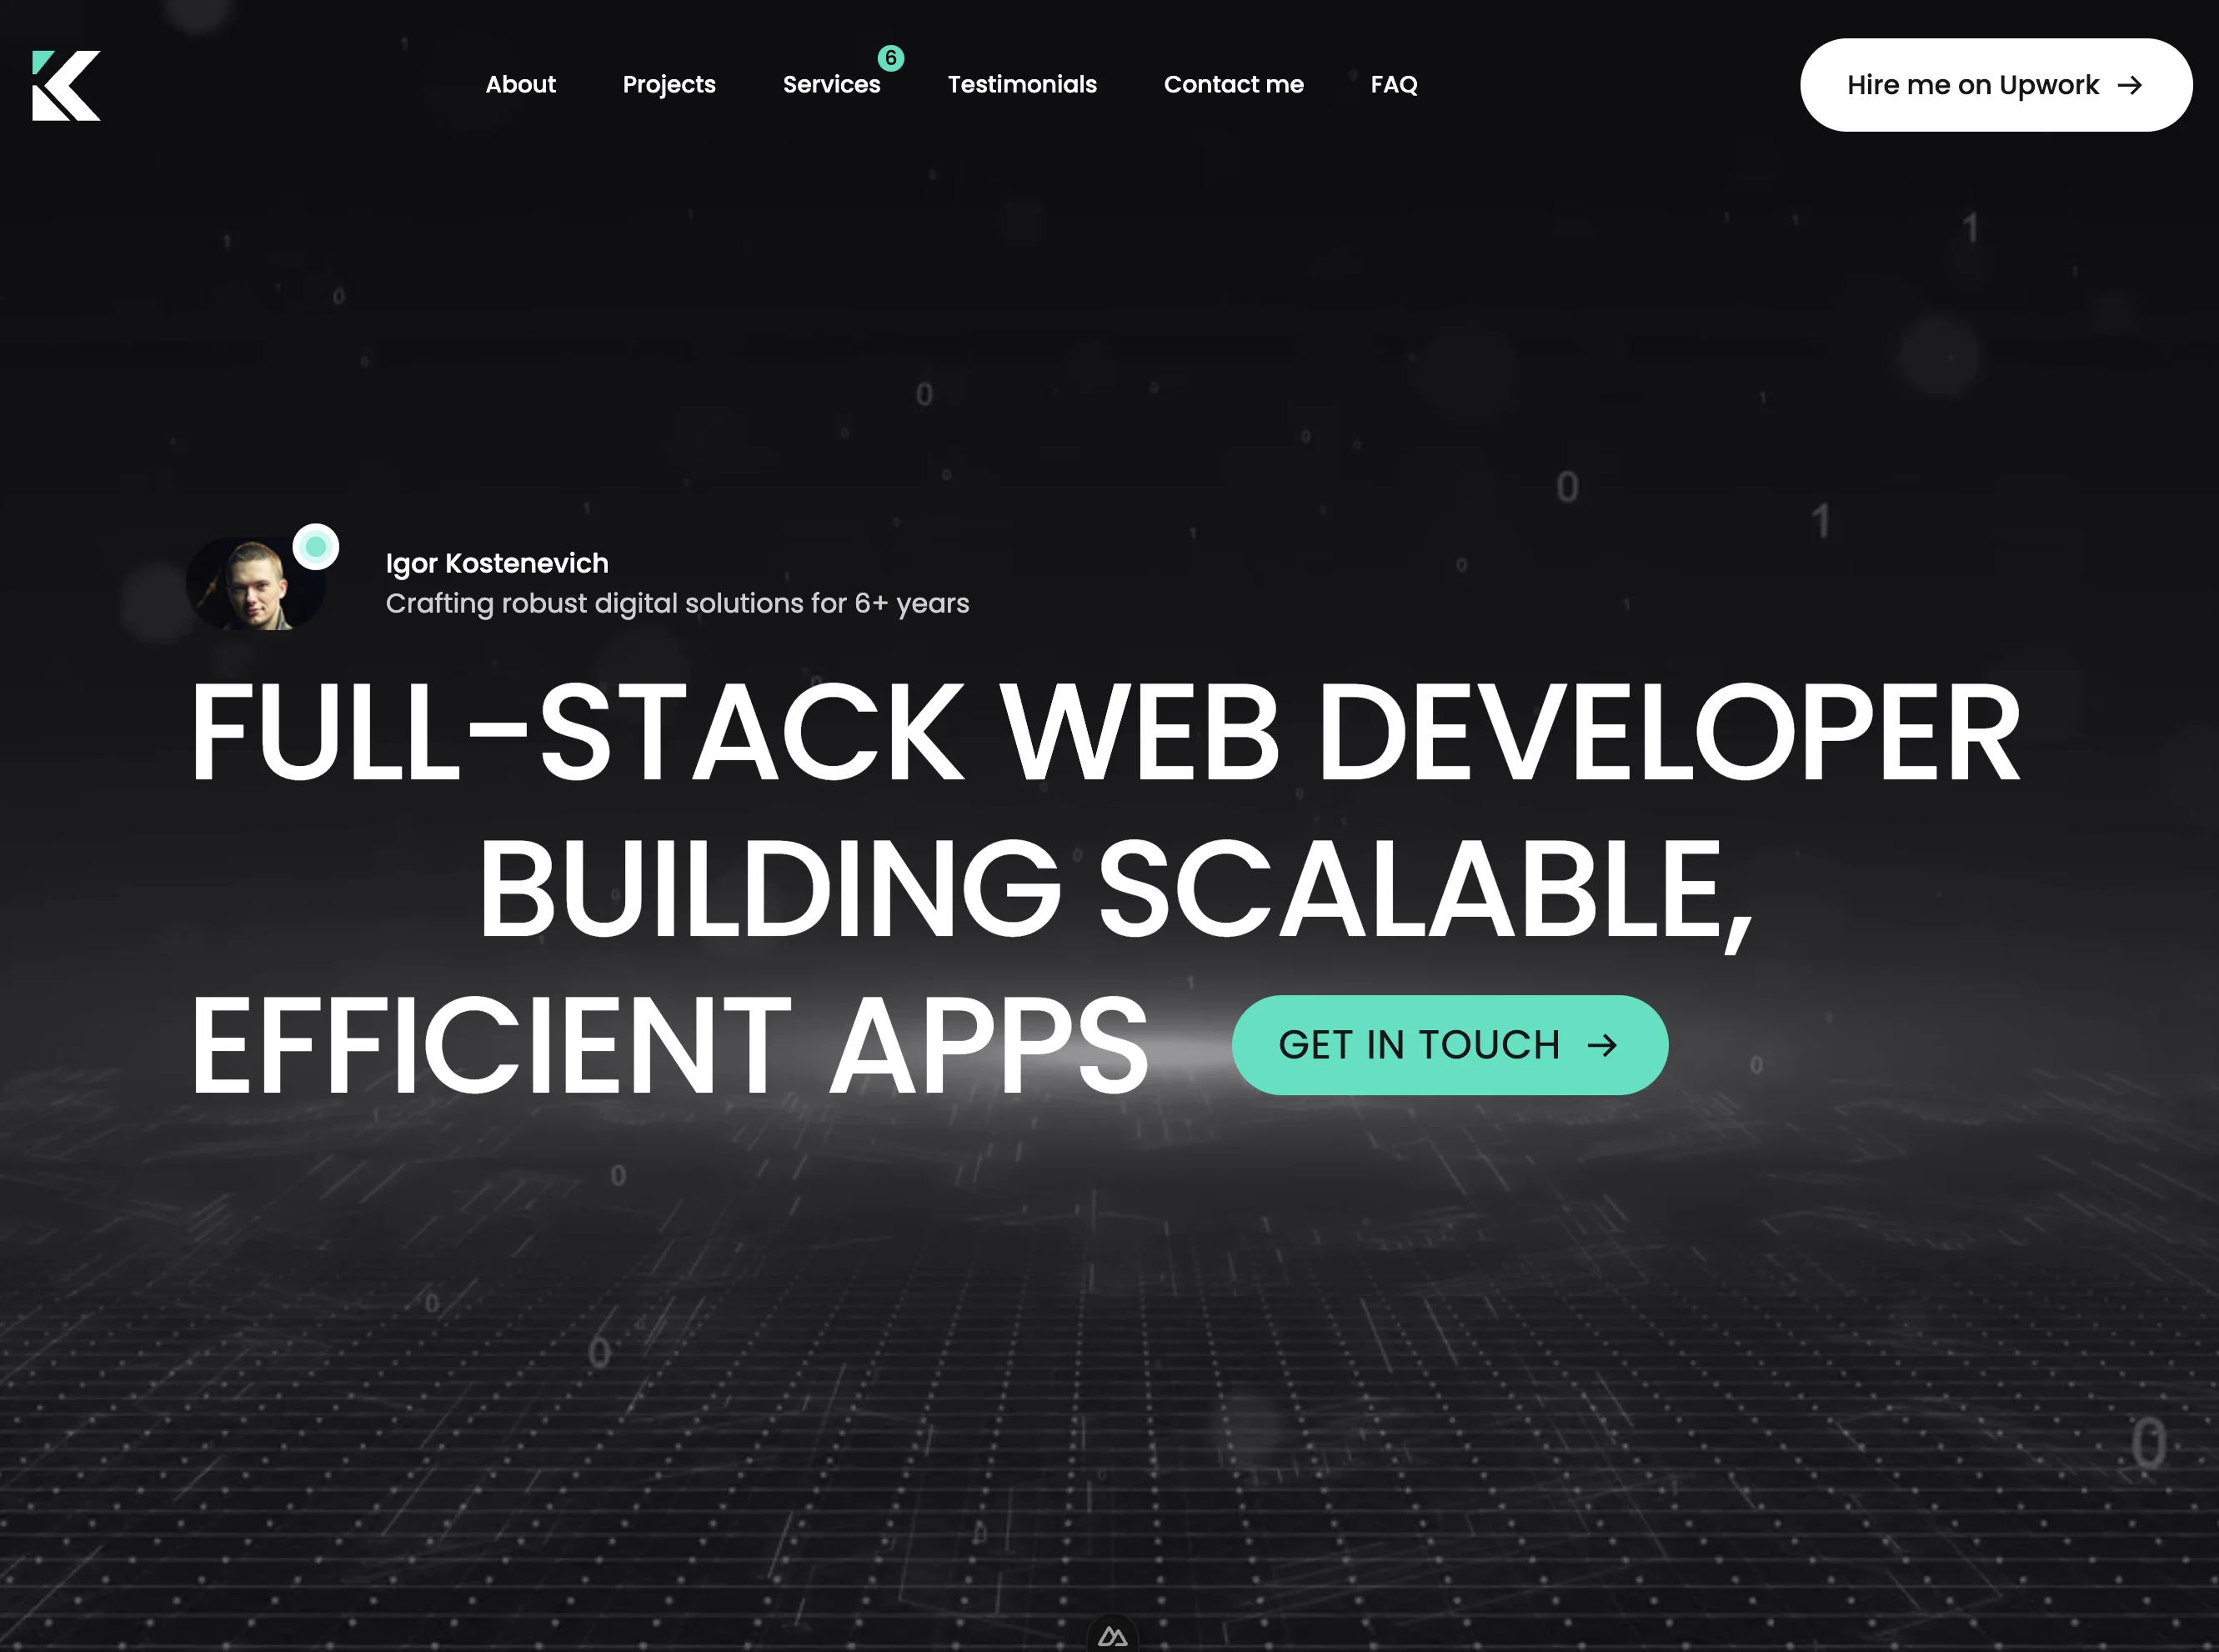 About Projects Services 6 Testimonials Contact me FAQ Hire me on Upwork →
Igor Kostenevich
Crafting robust digital solutions for 6+ years
FULL-STACK WEB DEVELOPER
BUILDING SCALABLE,
EFFICIENT APPS GET IN TOUCH →